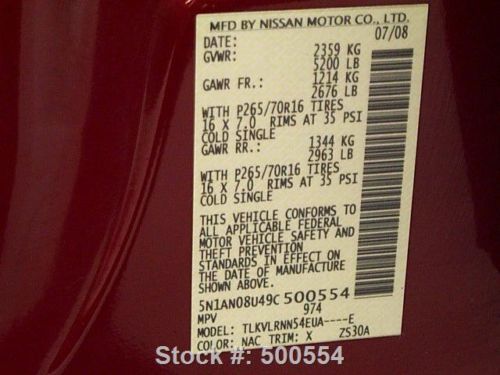 MFD BY NISSAN MOTOR CO., LTD.
DATE: 07/08
GVWR: 2359 KG
5200 LB
GAWR FR.: 1214 KG
2676 LB
WITH P265/70R16 TIRES
16 X 7.0 RIMS AT 35 PSI
COLD SINGLE
GAWR RR.: 1344 KG
2963 LB
WITH P265/70R16 TIRES
16 X 7.0 RIMS AT 35 PSI
COLD SINGLE
THIS VEHICLE CONFORMS TO
ALL APPLICABLE FEDERAL
MOTOR VEHICLE SAFETY AND
THEFT PREVENTION
STANDARDS IN EFFECT ON
THE DATE OF MANUFACTURE
SHOWN ABOVE.
5N1AN08U49C500554
MPV 974
MODEL: TLKVLRNN54EUA----E
COLOR: NAC TRIM: X ZS30A
Stock #: 500554